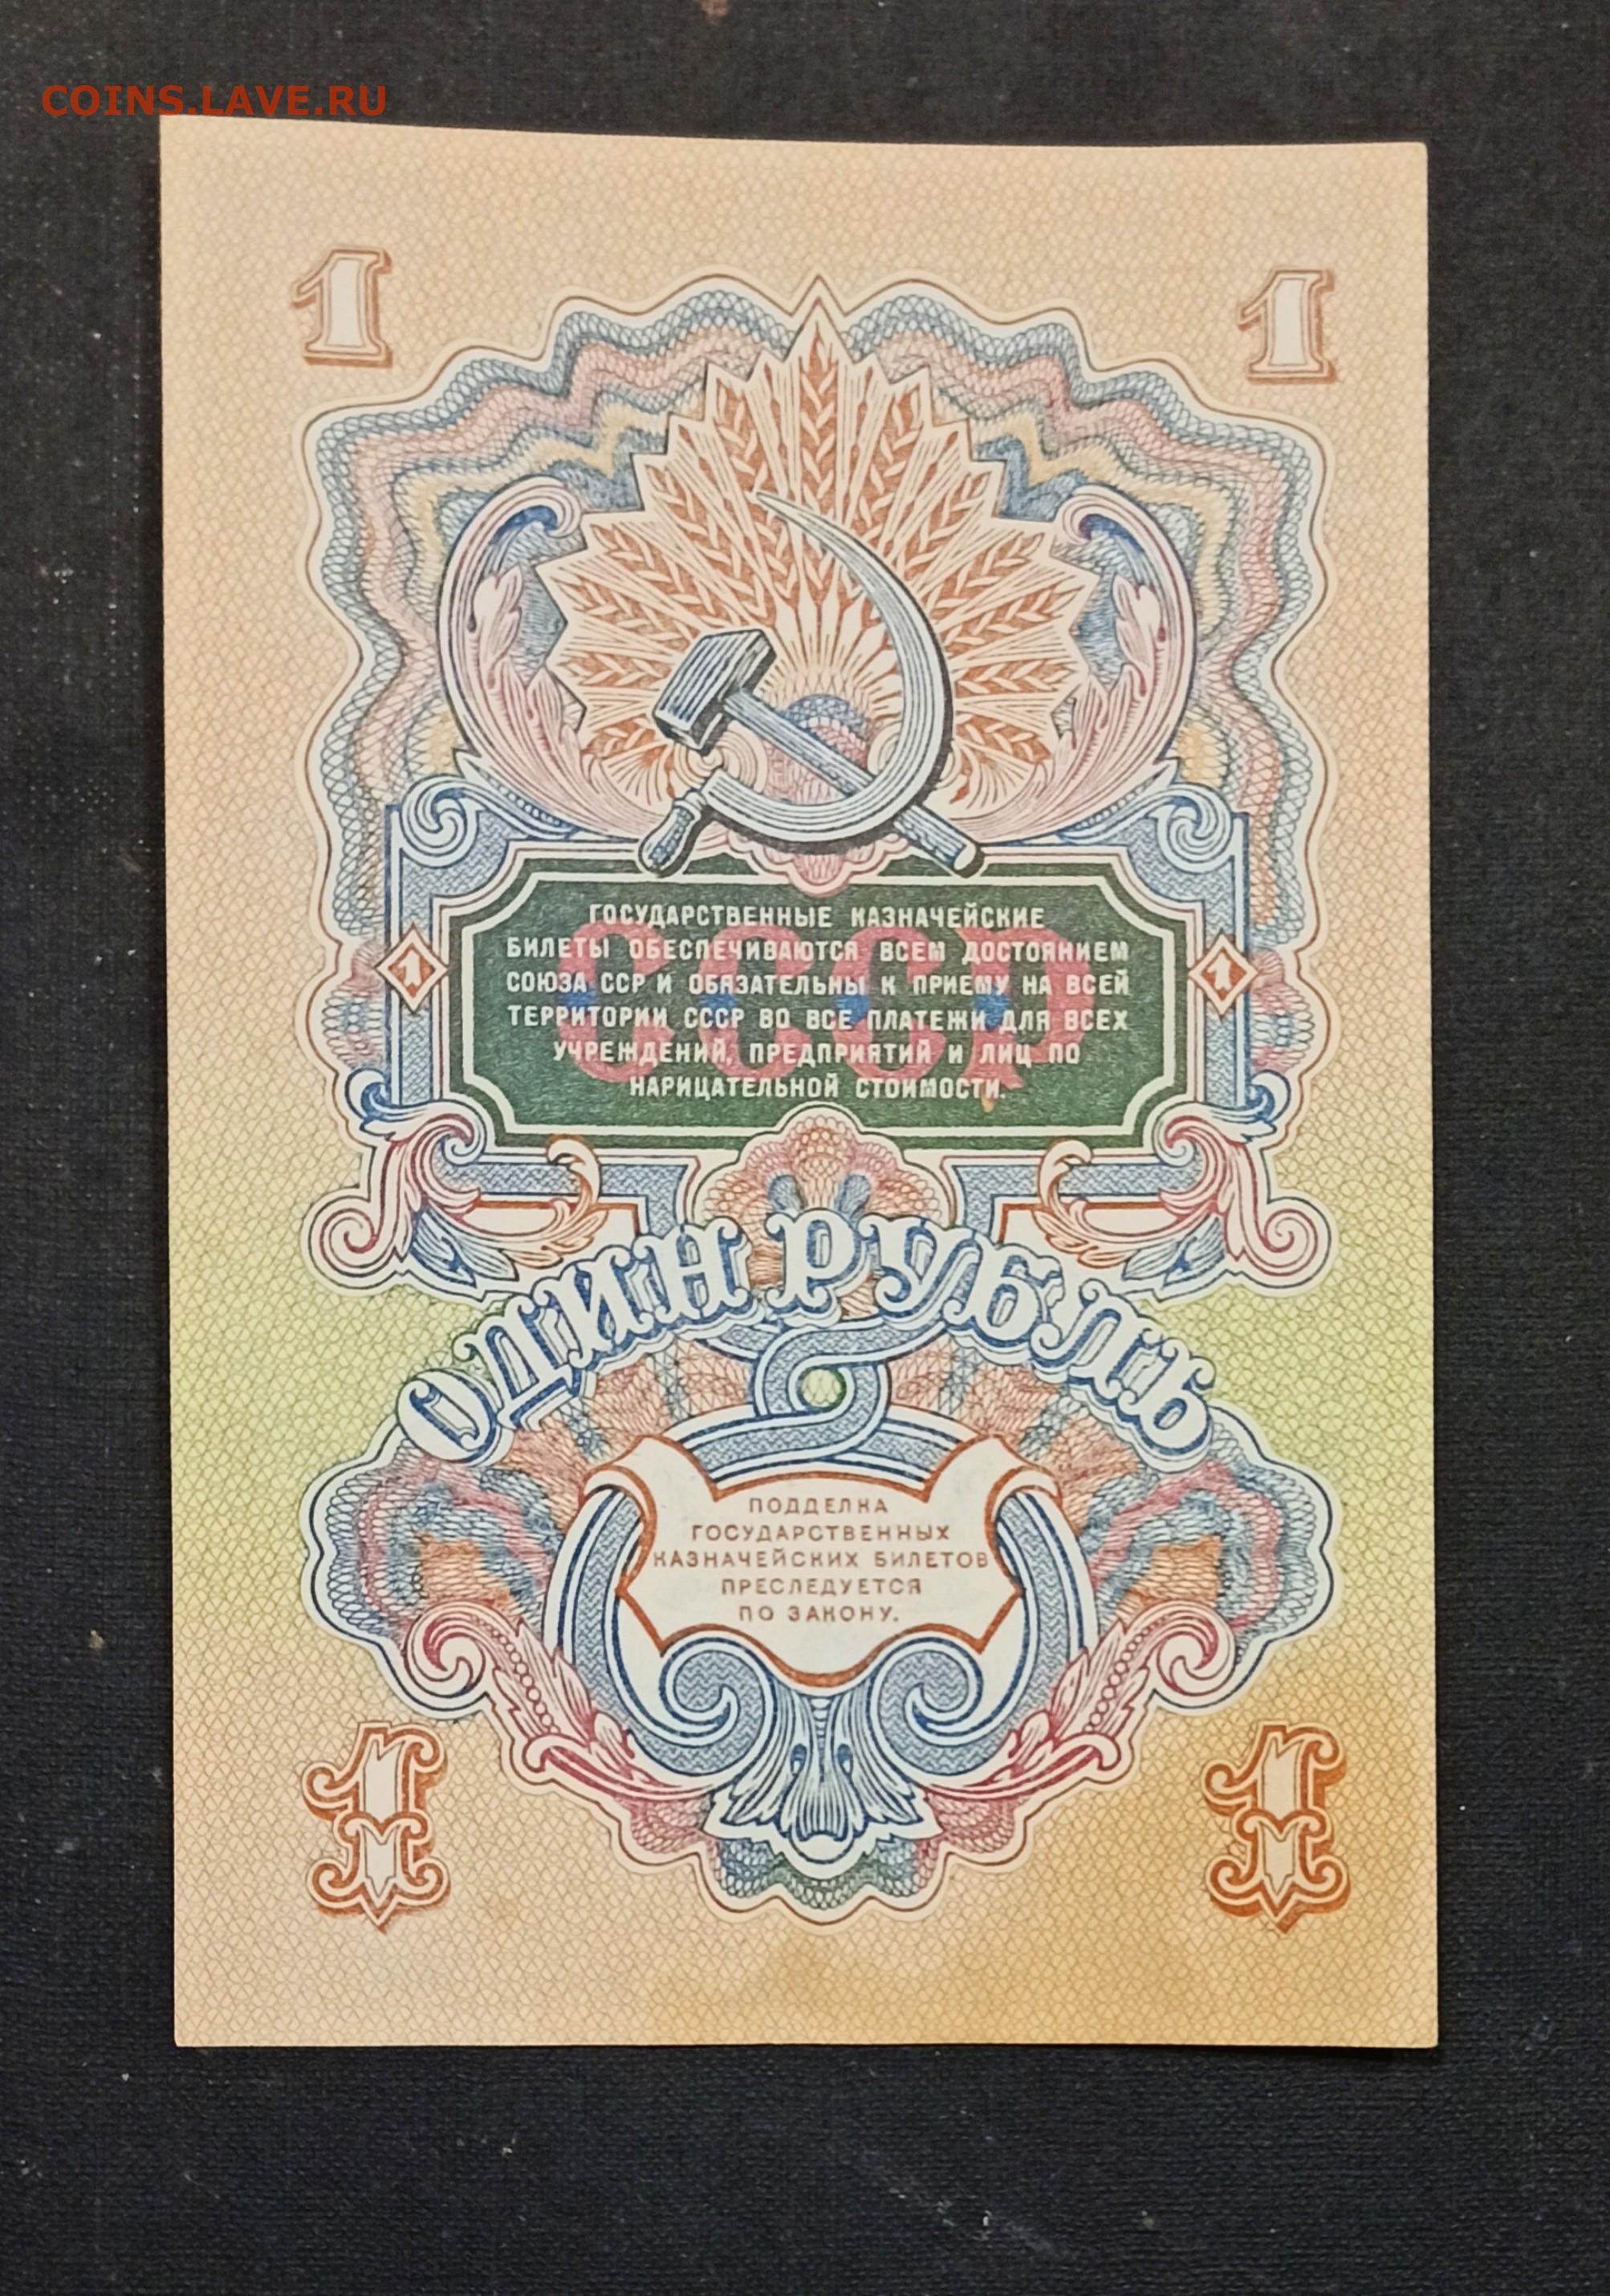 COINS.LAVE.RU
1 1
ГОСУДАРСТВЕННЫЕ КАЗНАЧЕЙСКИЕ
БИЛЕТЫ ОБЕСПЕЧИВАЮТСЯ ВСЕМ ДОСТОЯНИЕМ
СОЮЗА ССР И ОБЯЗАТЕЛЬНЫ К ПРИЕМУ НА ВСЕЙ
ТЕРРИТОРИИ СССР ВО ВСЕ ПЛАТЕЖИ ДЛЯ ВСЕХ
УЧРЕЖДЕНИЙ, ПРЕДПРИЯТИЙ И ЛИЦ ПО
НАРИЦАТЕЛЬНОЙ СТОИМОСТИ.
СССР
1 1
ОДИН РУБЛЬ
ПОДДЕЛКА
ГОСУДАРСТВЕННЫХ
КАЗНАЧЕЙСКИХ БИЛЕТОВ
ПРЕСЛЕДУЕТСЯ
ПО ЗАКОНУ.
1 1